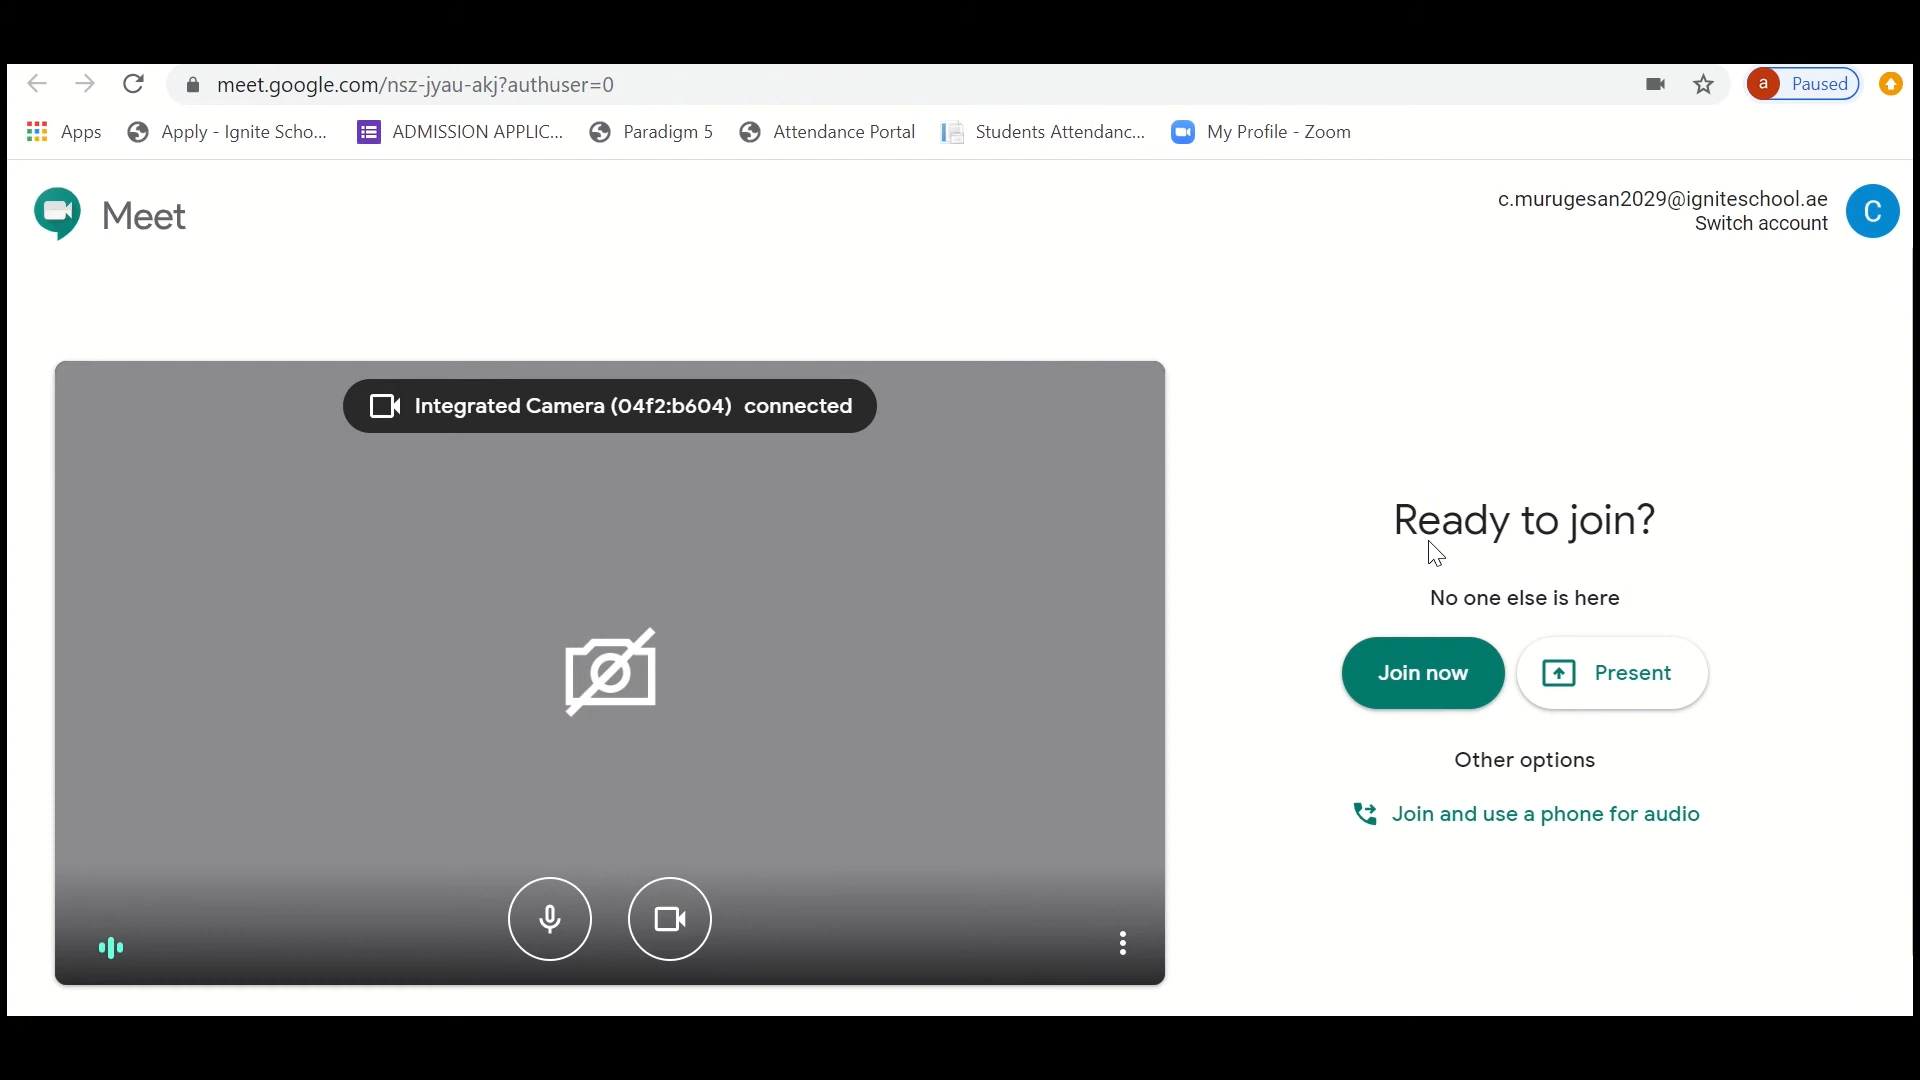 meet.google.com/nsz-jyau-akj?authuser=0
a Paused
Apps Apply - Ignite Scho... ADMISSION APPLIC... Paradigm 5 Attendance Portal Students Attendanc... My Profile - Zoom
Meet
c.murugesan2029@igniteschool.ae
Switch account
C
Integrated Camera (04f2:b604) connected
Ready to join?
No one else is here
Join now Present
Other options
Join and use a phone for audio